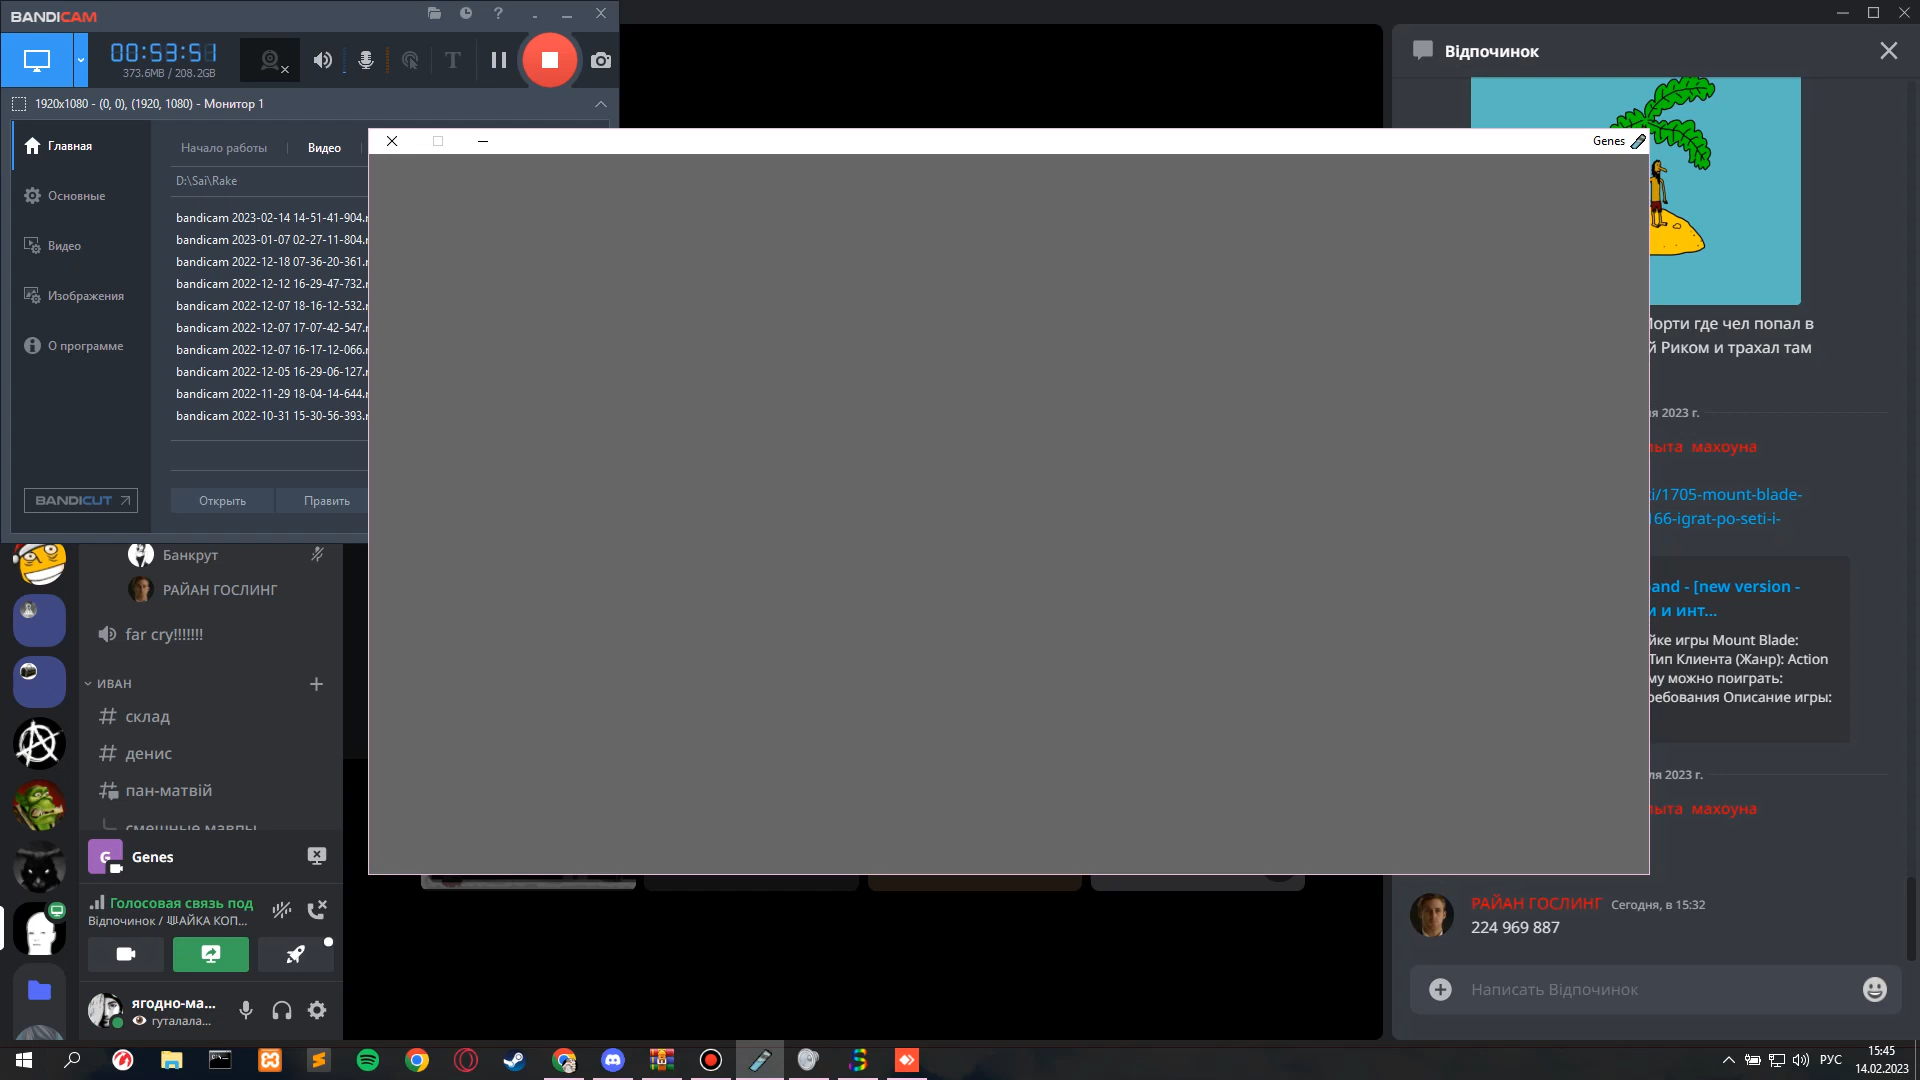 BANDICAM
00:53:51
373.6MB / 208.2GB
1920x1080 - (0, 0), (1920, 1080) - Монитор 1
Главная
Основные
Видео
Изображения
О программе
BANDICUT
Начало работы
Видео
D:\Sai\Rake
bandicam 2023-02-14 14-51-41-904.
bandicam 2023-01-07 02-27-11-804.
bandicam 2022-12-18 07-36-20-361.
bandicam 2022-12-12 16-29-47-732.
bandicam 2022-12-07 18-16-12-532.
bandicam 2022-12-07 17-07-42-547.
bandicam 2022-12-07 16-17-12-066.
bandicam 2022-12-05 16-29-06-127.
bandicam 2022-11-29 18-04-14-644.
bandicam 2022-10-31 15-30-56-393.
Открыть
Править
Genes
Банкрут
РАЙАН ГОСЛИНГ
far cry!!!!!!!
ИВАН
склад
денис
пан-матвій
смешные мавпы
G
Genes
Голосовая связь под
Відпочинок / ШАЙКА КОП...
ягодно-ма...
гуталала...
Відпочинок
Морти где чел попал в
й Риком и трахал там
я 2023 г.
ыта махоуна
i/1705-mount-blade-
166-igrat-po-seti-i-
and - [new version -
и и инт...
йке игры Mount Blade:
Тип Клиента (Жанр): Action
му можно поиграть:
ребования Описание игры:
ля 2023 г.
ыта махоуна
РАЙАН ГОСЛИНГ Сегодня, в 15:32
224 969 887
Написать Відпочинок
РУС
15:45
14.02.2023